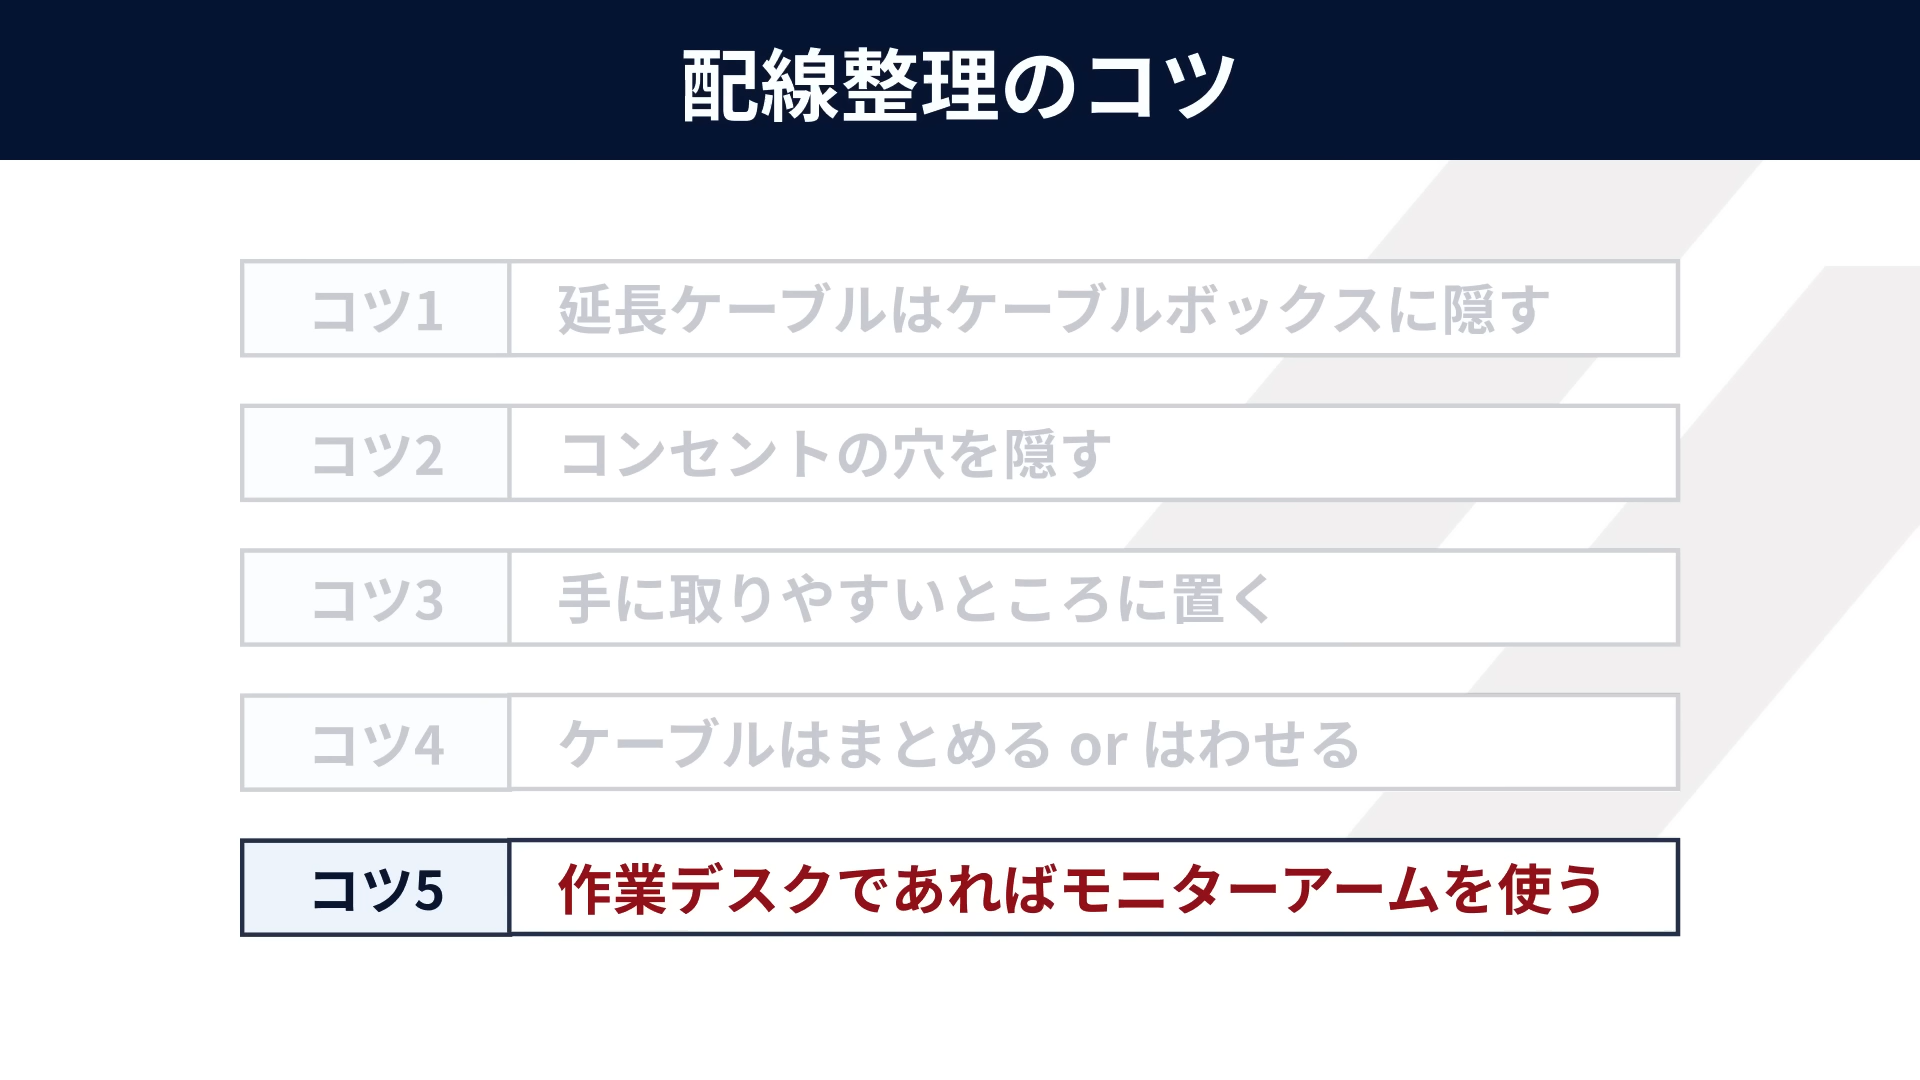 配線整理のコツ
コツ1 延長ケーブルはケーブルボックスに隠す
コツ2 コンセントの穴を隠す
コツ3 手に取りやすいところに置く
コツ4 ケーブルはまとめる or はわせる
コツ5 作業デスクであればモニターアームを使う